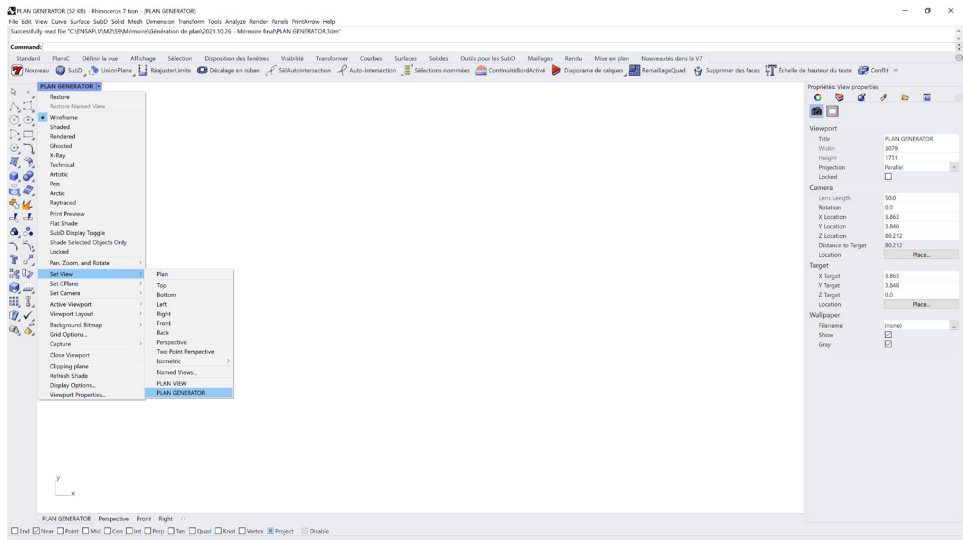 PLAN GENERATOR (32 KB) - Rhinoceros 7 tion - [PLAN GENERATOR]
File Edit View Curve Surface SubD Solid Mesh Dimension Transform Tools Analyze Render Panels PrintArrow Help
Successfully read file "C:\ENSAFLV\M2\S9\Mémoire\Génération de plan\2021.10.26 - Mémoire final\PLAN GENERATOR.3dm"
Command:
Standard PlansC Définir la vue Affichage Sélection Disposition des fenêtres Visibilité Transformer Courbes Surfaces Solides Outils pour les SubD Maillages Rendu Mise en plan Nouveautés dans la V7
Nouveau SubD UnionPlane RéajusterLimite Décalage en ruban SélAutoIntersection Auto-intersection Sélections nommées ContinuitéBordActivé Diaporama de calques RemaillageQuad Supprimer des faces Échelle de hauteur du texte Conflit
PLAN GENERATOR
Restore
Restore Named View
Wireframe
Shaded
Rendered
Ghosted
X-Ray
Technical
Artistic
Pen
Arctic
Raytraced
Print Preview
Flat Shade
SubD Display Toggle
Shade Selected Objects Only
Locked
Pan, Zoom, and Rotate
Set View
Set CPlane
Set Camera
Active Viewport
Viewport Layout
Background Bitmap
Grid Options...
Capture
Close Viewport
Clipping plane
Refresh Shade
Display Options...
Viewport Properties...
Plan
Top
Bottom
Left
Right
Front
Back
Perspective
Two Point Perspective
Isometric
Named Views...
PLAN VIEW
PLAN GENERATOR
Propriétés: View properties
Viewport
Title PLAN GENERATOR
Width 3079
Height 1731
Projection Parallel
Locked
Camera
Lens Length 50.0
Rotation 0.0
X Location 3.863
Y Location 3.846
Z Location 80.212
Distance to Target 80.212
Location Place...
Target
X Target 3.863
Y Target 3.846
Z Target 0.0
Location Place...
Wallpaper
Filename (none) ...
Show
Gray
y
x
PLAN GENERATOR Perspective Front Right
End Near Point Mid Cen Int Perp Tan Quad Knot Vertex Project Disable